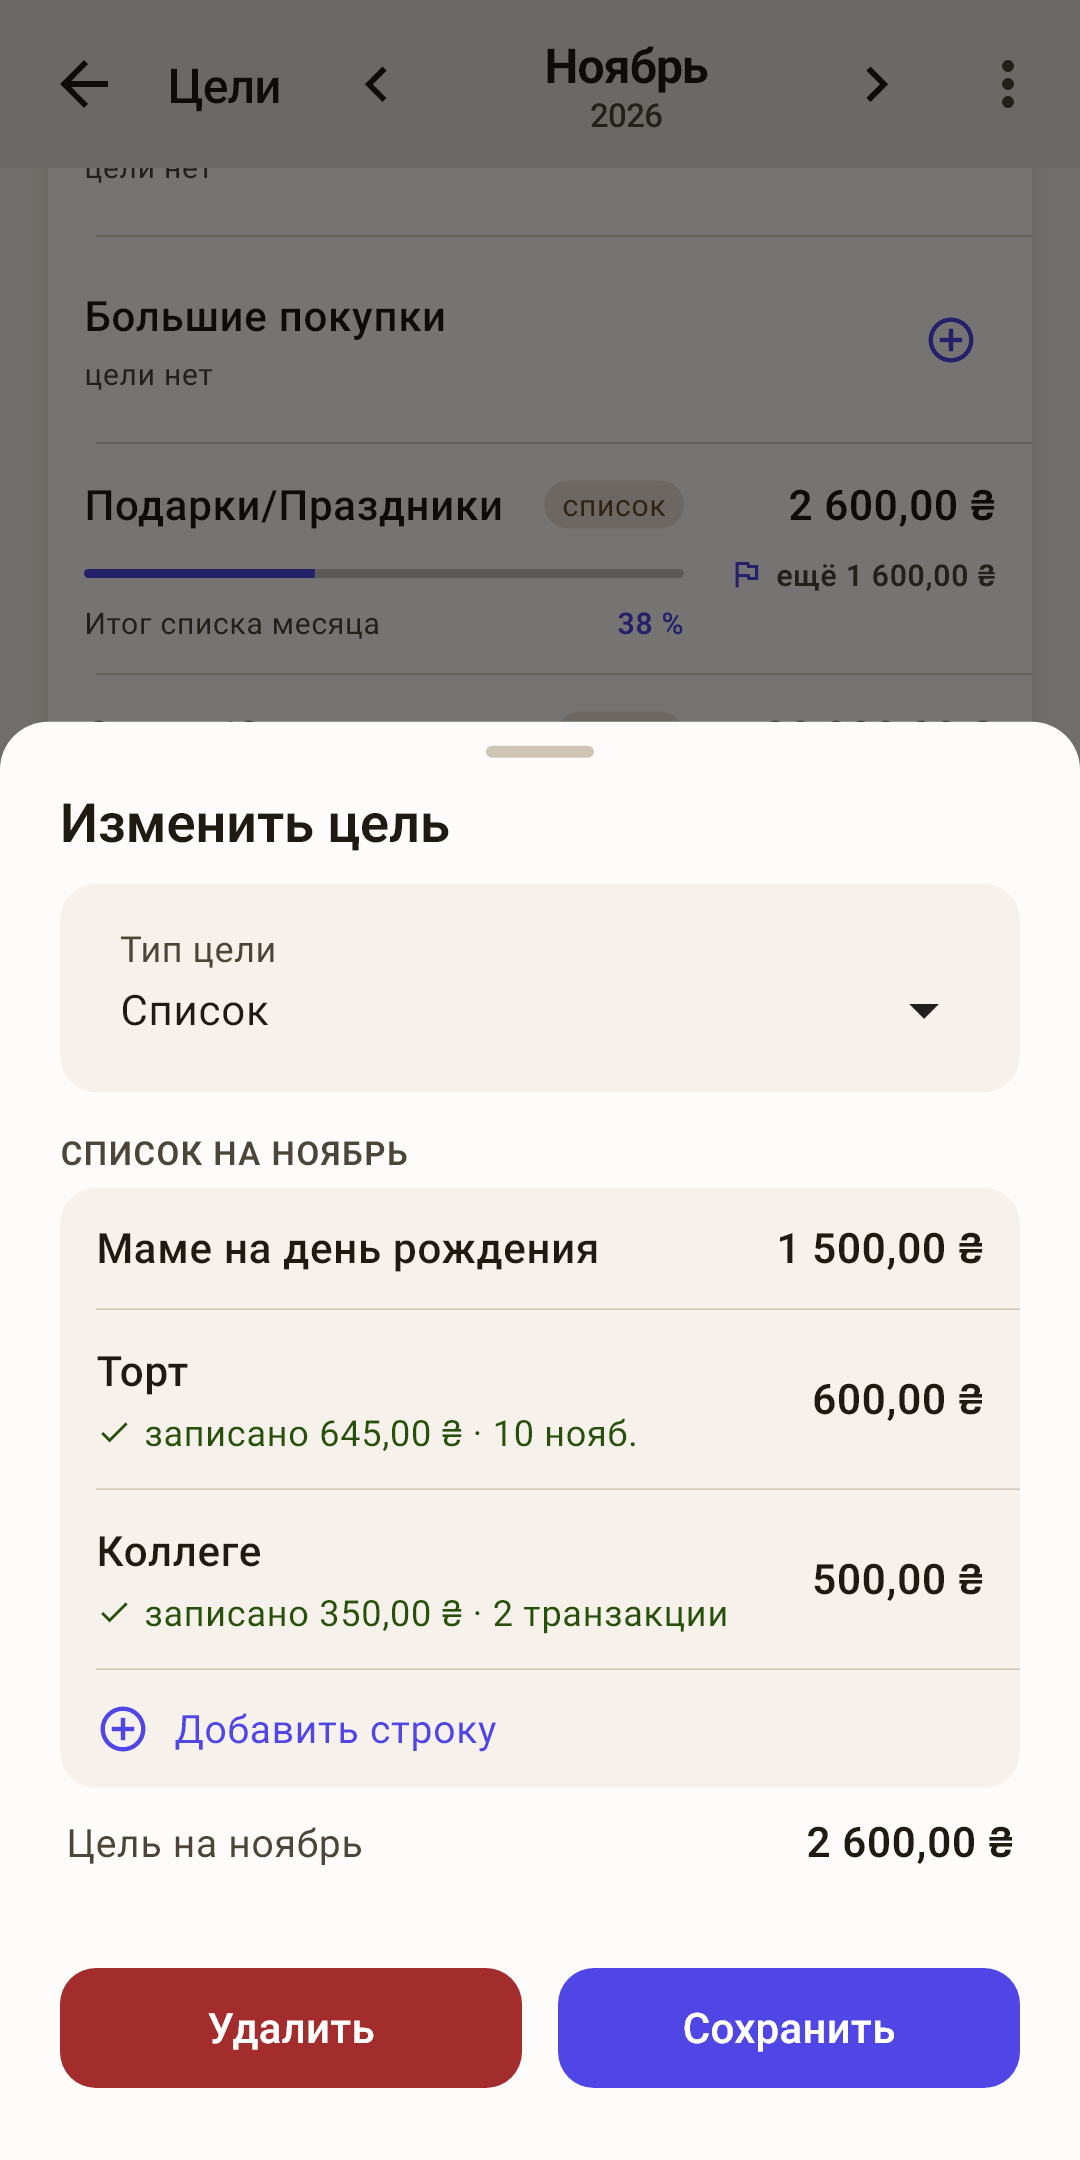 Цели
Ноябрь
2026
цели нет
Большие покупки
цели нет
Подарки/Праздники
список
2 600,00 ₴
ещё 1 600,00 ₴
Итог списка месяца
38 %
Изменить цель
Тип цели
Список
СПИСОК НА НОЯБРЬ
Маме на день рождения
1 500,00 ₴
Торт
600,00 ₴
записано 645,00 ₴ · 10 нояб.
Коллеге
500,00 ₴
записано 350,00 ₴ · 2 транзакции
Добавить строку
Цель на ноябрь
2 600,00 ₴
Удалить
Сохранить